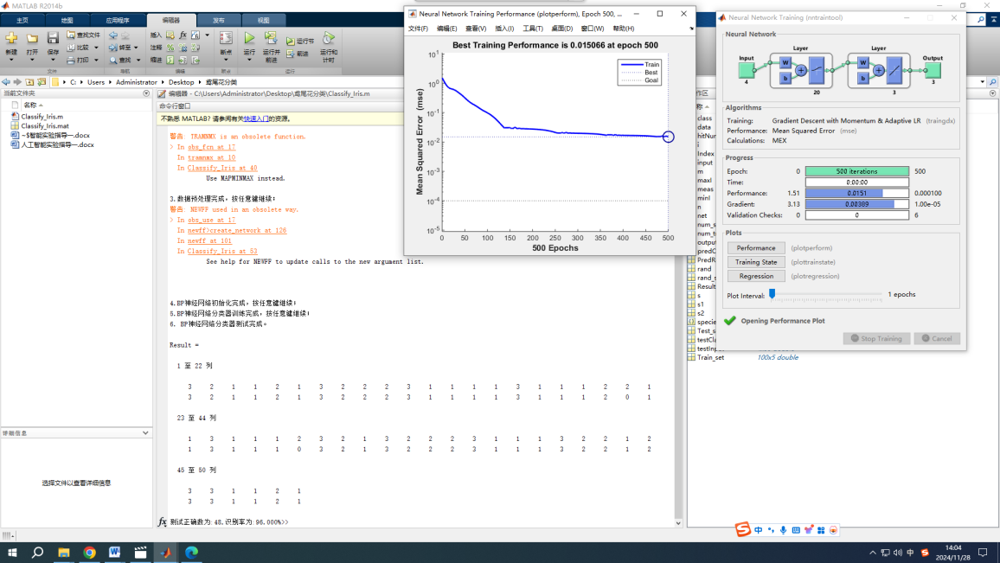 MATLAB R2014b
主页 绘图 应用程序 编辑器 发布 视图
新建 打开 保存 查找文件 比较 打印 转至 查找 插入 注释 缩进 断点 运行 运行并前进 运行节 前进 运行和计时
文件 导航 编辑 断点 运行
C: Users Administrator Desktop 鸢尾花分类
当前文件夹
名称
Classify_Iris.m
Classify_Iris.mat
~$智能实验指导一.docx
人工智能实验指导一.docx
详细信息
选择文件以查看详细信息
编辑器 - C:\Users\Administrator\Desktop\鸢尾花分类\Classify_Iris.m
命令行窗口
不熟悉 MATLAB? 请参阅有关快速入门的资源。
警告: TRAMNMX is an obsolete function.
> In obs_fcn at 17
In tramnmx at 10
In Classify_Iris at 40
Use MAPMINMAX instead.
3.数据预处理完成，按任意键继续:
警告: NEWFF used in an obsolete way.
> In obs_use at 17
In newff>create_network at 126
In newff at 101
In Classify_Iris at 53
See help for NEWFF to update calls to the new argument list.
4.BP神经网络初始化完成，按任意键继续:
5.BP神经网络分类器训练完成，按任意键继续:
6. BP神经网络分类器测试完成。
Result =
1 至 22 列
3 2 1 1 2 1 3 2 2 2 3 1 1 1 1 3 1 1 1 2 2 1
3 2 1 1 2 1 3 2 2 2 3 1 1 1 1 3 1 1 1 2 0 1
23 至 44 列
1 3 1 1 1 2 3 2 1 3 2 2 2 3 1 1 1 3 2 2 1 2
1 3 1 1 1 0 3 2 1 3 2 2 2 3 1 1 1 3 2 2 1 2
45 至 50 列
3 3 1 1 2 1
3 3 1 1 2 1
fx 测试正确数为:48,识别率为:96.000%>>
Neural Network Training Performance (plotperform), Epoch 500, ...
文件(F) 编辑(E) 查看(V) 插入(I) 工具(T) 桌面(D) 窗口(W) 帮助(H)
Best Training Performance is 0.015066 at epoch 500
Train
Best
Goal
Mean Squared Error (mse)
10^1
10^0
10^-1
10^-2
10^-3
10^-4
10^-5
0 50 100 150 200 250 300 350 400 450 500
500 Epochs
Neural Network Training (nntraintool)
Neural Network
Layer Layer
Input W b W b Output
4 20 3 3
Algorithms
Training: Gradient Descent with Momentum & Adaptive LR (traingdx)
Performance: Mean Squared Error (mse)
Calculations: MEX
Progress
Epoch: 0 500 iterations 500
Time: 0:00:00
Performance: 1.51 0.0151 0.000100
Gradient: 3.13 0.00389 1.00e-05
Validation Checks: 0 0 6
Plots
Performance (plotperform)
Training State (plottrainstate)
Regression (plotregression)
Plot Interval: 1 epochs
Opening Performance Plot
Stop Training Cancel
class
data
hitNur
i
Index
input
m
maxI
meas
minI
n
net
num_s
num_t
output
predC
PredR
rand
rand_s
Result
s
s1
s2
specie
Test_s
testCla
testInp
Train_set 100x5 double
中
14:04
中
2024/11/28